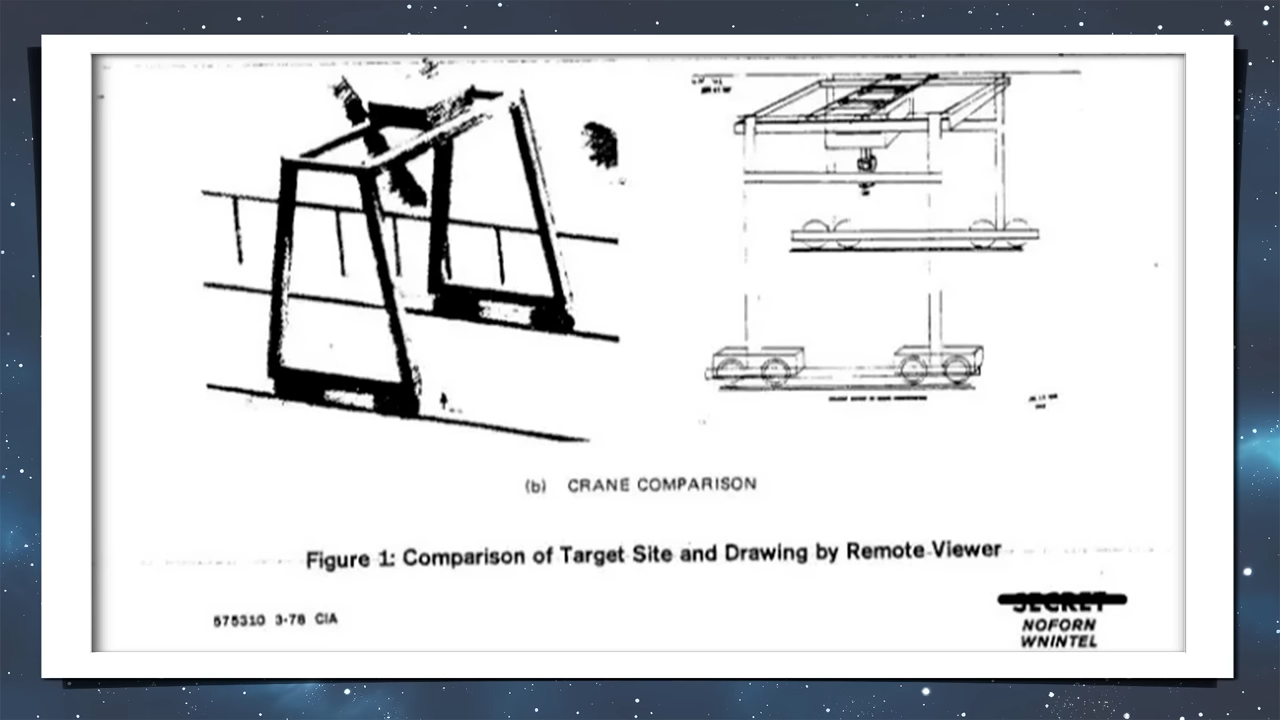 (b) CRANE COMPARISON
Figure 1: Comparison of Target Site and Drawing by Remote Viewer
575310 3-78 CIA
SECRET
NOFORN
WNINTEL